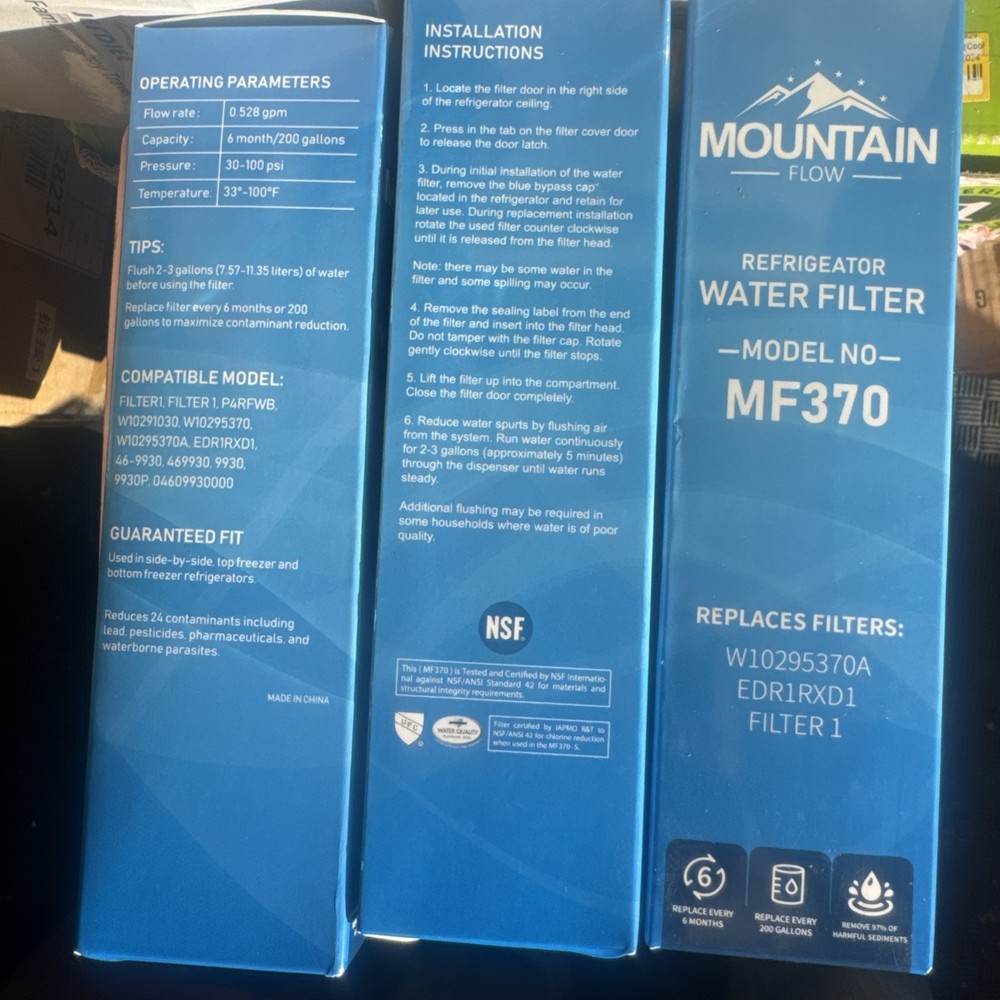 OPERATING PARAMETERS
Flow rate: 0.528 gpm
Capacity: 6 month/200 gallons
Pressure: 30-100 psi
Temperature: 33°-100°F
TIPS:
Flush 2-3 gallons (7.57-11.35 liters) of water
before using the filter.
Replace filter every 6 months or 200
gallons to maximize contaminant reduction.
COMPATIBLE MODEL:
FILTER1, FILTER 1, P4RFWB,
W10291030, W10295370,
W10295370A, EDR1RXD1,
46-9930, 469930, 9930,
9930P, 04609930000
GUARANTEED FIT
Used in side-by-side, top freezer and
bottom freezer refrigerators.
Reduces 24 contaminants including
lead, pesticides, pharmaceuticals, and
waterborne parasites.
MADE IN CHINA
INSTALLATION
INSTRUCTIONS
1. Locate the filter door in the right side
of the refrigerator ceiling.
2. Press in the tab on the filter cover door
to release the door latch.
3. During initial installation of the water
filter, remove the blue bypass cap"
located in the refrigerator and retain for
later use. During replacement installation
rotate the used filter counter clockwise
until it is released from the filter head.
Note: there may be some water in the
filter and some spilling may occur.
4. Remove the sealing label from the end
of the filter and insert into the filter head.
Do not tamper with the filter cap. Rotate
gently clockwise until the filter stops.
5. Lift the filter up into the compartment.
Close the filter door completely.
6. Reduce water spurts by flushing air
from the system. Run water continuously
for 2-3 gallons (approximately 5 minutes)
through the dispenser until water runs
steady.
Additional flushing may be required in
some households where water is of poor
quality.
NSF®
This ( MF370 ) is Tested and Certified by NSF Internatio-
nal against NSF/ANSI Standard 42 for materials and
structural integrity requirements.
UPC
WATER QUALITY
Filter certified by IAPMO R&T to
NSF/ANSI 42 for chlorine reduction
when used in the MF370-S.
MOUNTAIN
FLOW
REFRIGEATOR
WATER FILTER
—MODEL NO—
MF370
REPLACES FILTERS:
W10295370A
EDR1RXD1
FILTER 1
6
REPLACE EVERY
6 MONTHS
REPLACE EVERY
200 GALLONS
REMOVE 97% OF
HARMFUL SEDIMENTS